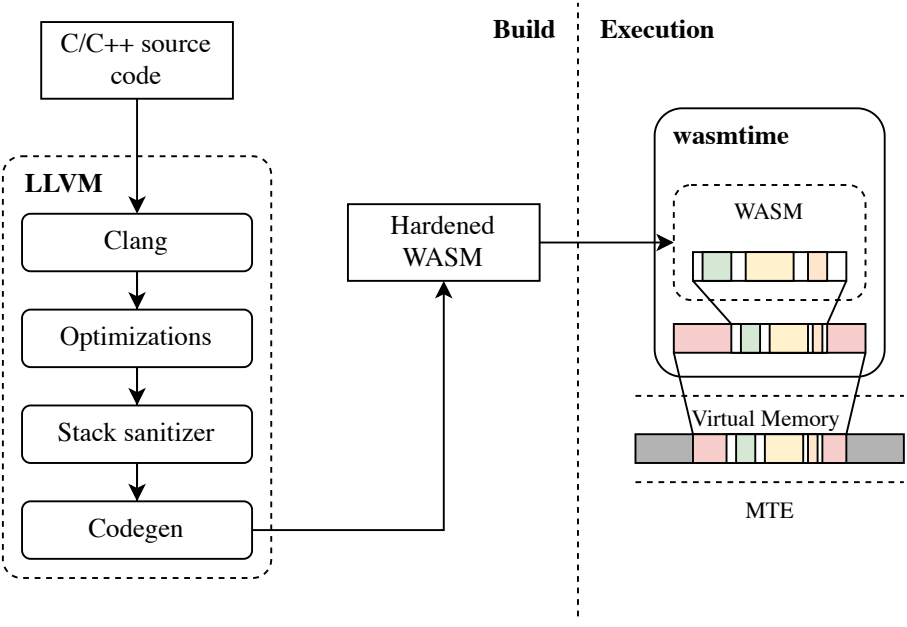 C/C++ source
code
Build
Execution
LLVM
Clang
Optimizations
Stack sanitizer
Codegen
Hardened
WASM
wasmtime
WASM
Virtual Memory
MTE